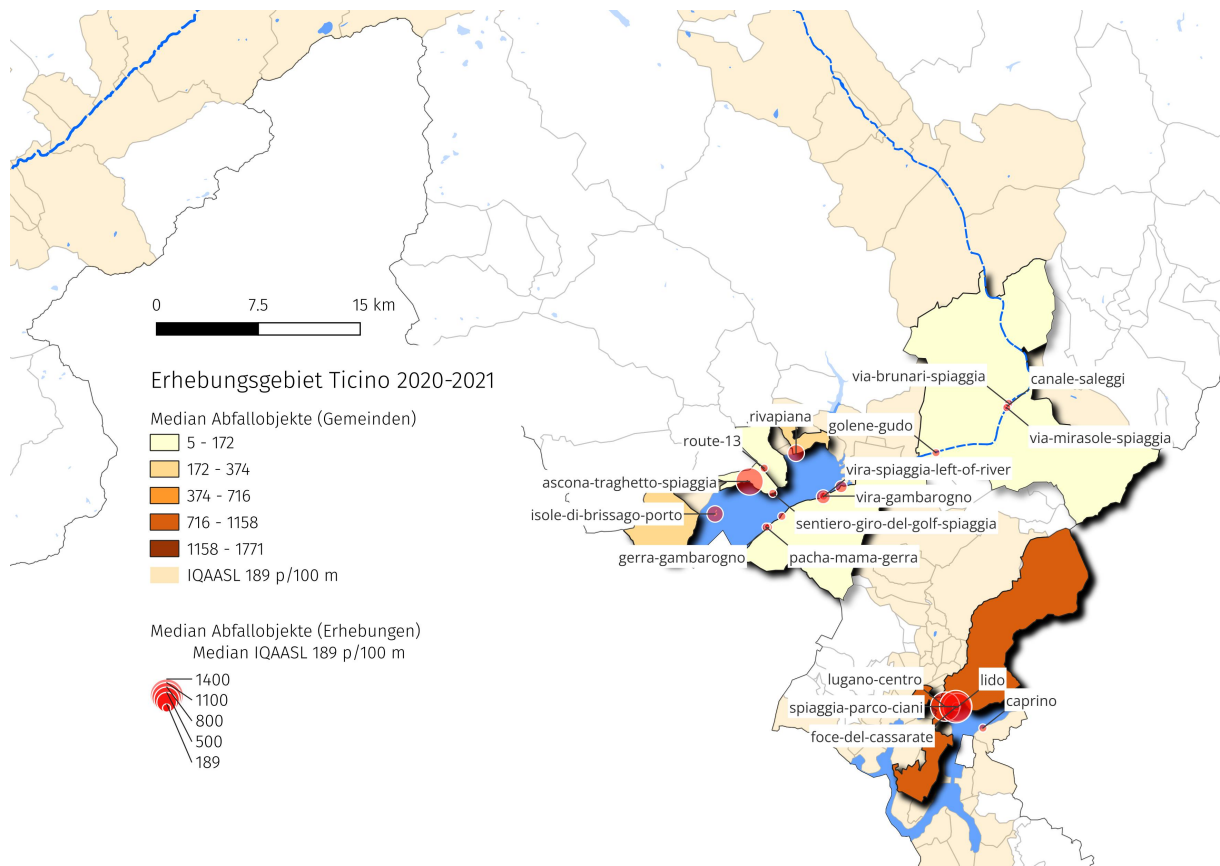 0 7.5 15 km
Erhebungsgebiet Ticino 2020-2021
Median Abfallobjekte (Gemeinden)
5 - 172
172 - 374
374 - 716
716 - 1158
1158 - 1771
IQAASL 189 p/100 m
Median Abfallobjekte (Erhebungen)
Median IQAASL 189 p/100 m
1400
1100
800
500
189
via-brunari-spiaggia
canale-saleggi
rivapiana
golene-gudo
via-mirasole-spiaggia
route-13
vira-spiaggia-left-of-river
ascona-traghetto-spiaggia
vira-gambarogno
isole-di-brissago-porto
sentiero-giro-del-golf-spiaggia
gerra-gambarogno
pacha-mama-gerra
lugano-centro
lido
spiaggia-parco-ciani
caprino
foce-del-cassarate